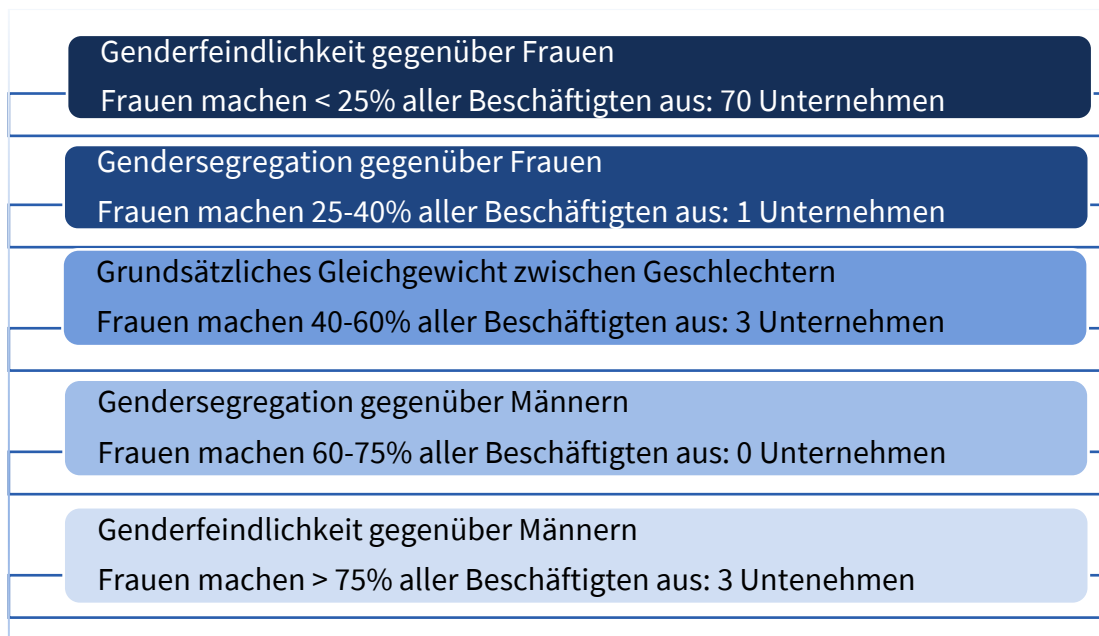 Genderfeindlichkeit gegenüber Frauen
Frauen machen < 25% aller Beschäftigten aus: 70 Unternehmen
Gendersegregation gegenüber Frauen
Frauen machen 25-40% aller Beschäftigten aus: 1 Unternehmen
Grundsätzliches Gleichgewicht zwischen Geschlechtern
Frauen machen 40-60% aller Beschäftigten aus: 3 Unternehmen
Gendersegregation gegenüber Männern
Frauen machen 60-75% aller Beschäftigten aus: 0 Unternehmen
Genderfeindlichkeit gegenüber Männern
Frauen machen > 75% aller Beschäftigten aus: 3 Untenehmen